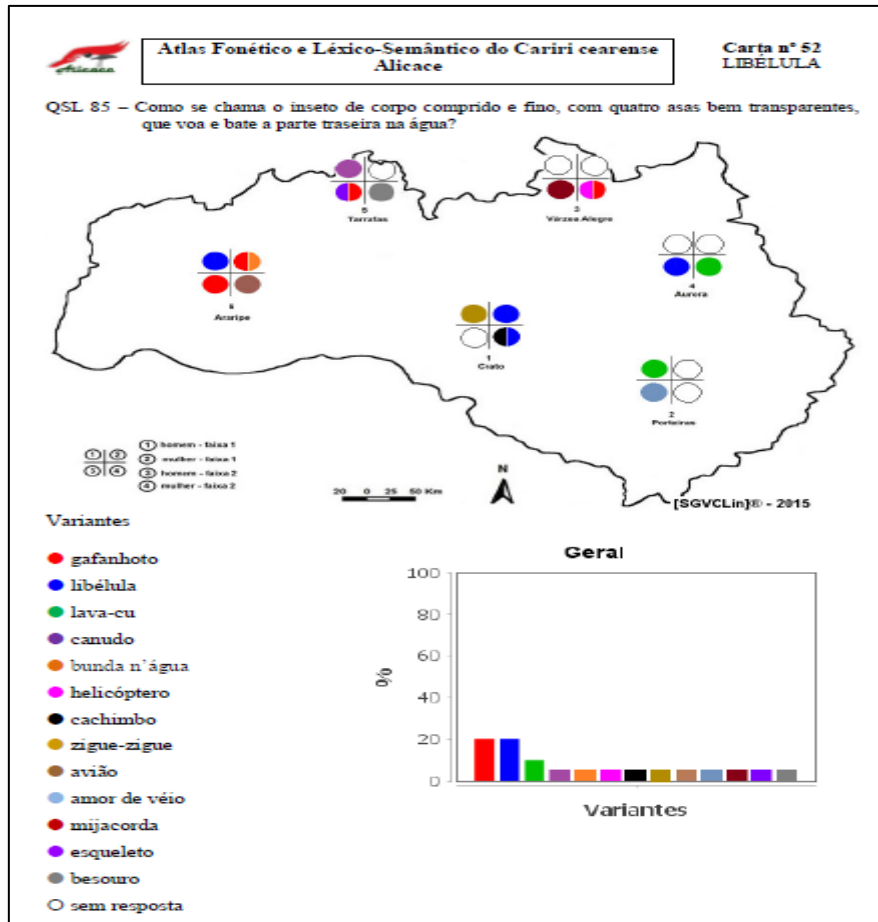 Alicace
Atlas Fonético e Léxico-Semântico do Cariri cearense
Alicace
Carta nº 52
LIBÉLULA
QSL 85 – Como se chama o inseto de corpo comprido e fino, com quatro asas bem transparentes,
que voa e bate a parte traseira na água?
5
Tarrafas
3
Várzea Alegre
4
Aurora
6
Araripe
1
Crato
2
Porteiras
1 2
3 4
1 homem - faixa 1
2 mulher - faixa 1
3 homem - faixa 2
4 mulher - faixa 2
20 0 25 50 Km
N
[SGVCLin]® - 2015
Variantes
gafanhoto
libélula
lava-cu
canudo
bunda n'água
helicóptero
cachimbo
zigue-zigue
avião
amor de véio
mijacorda
esqueleto
besouro
sem resposta
Geral
100
80
60
40
20
0
%
Variantes